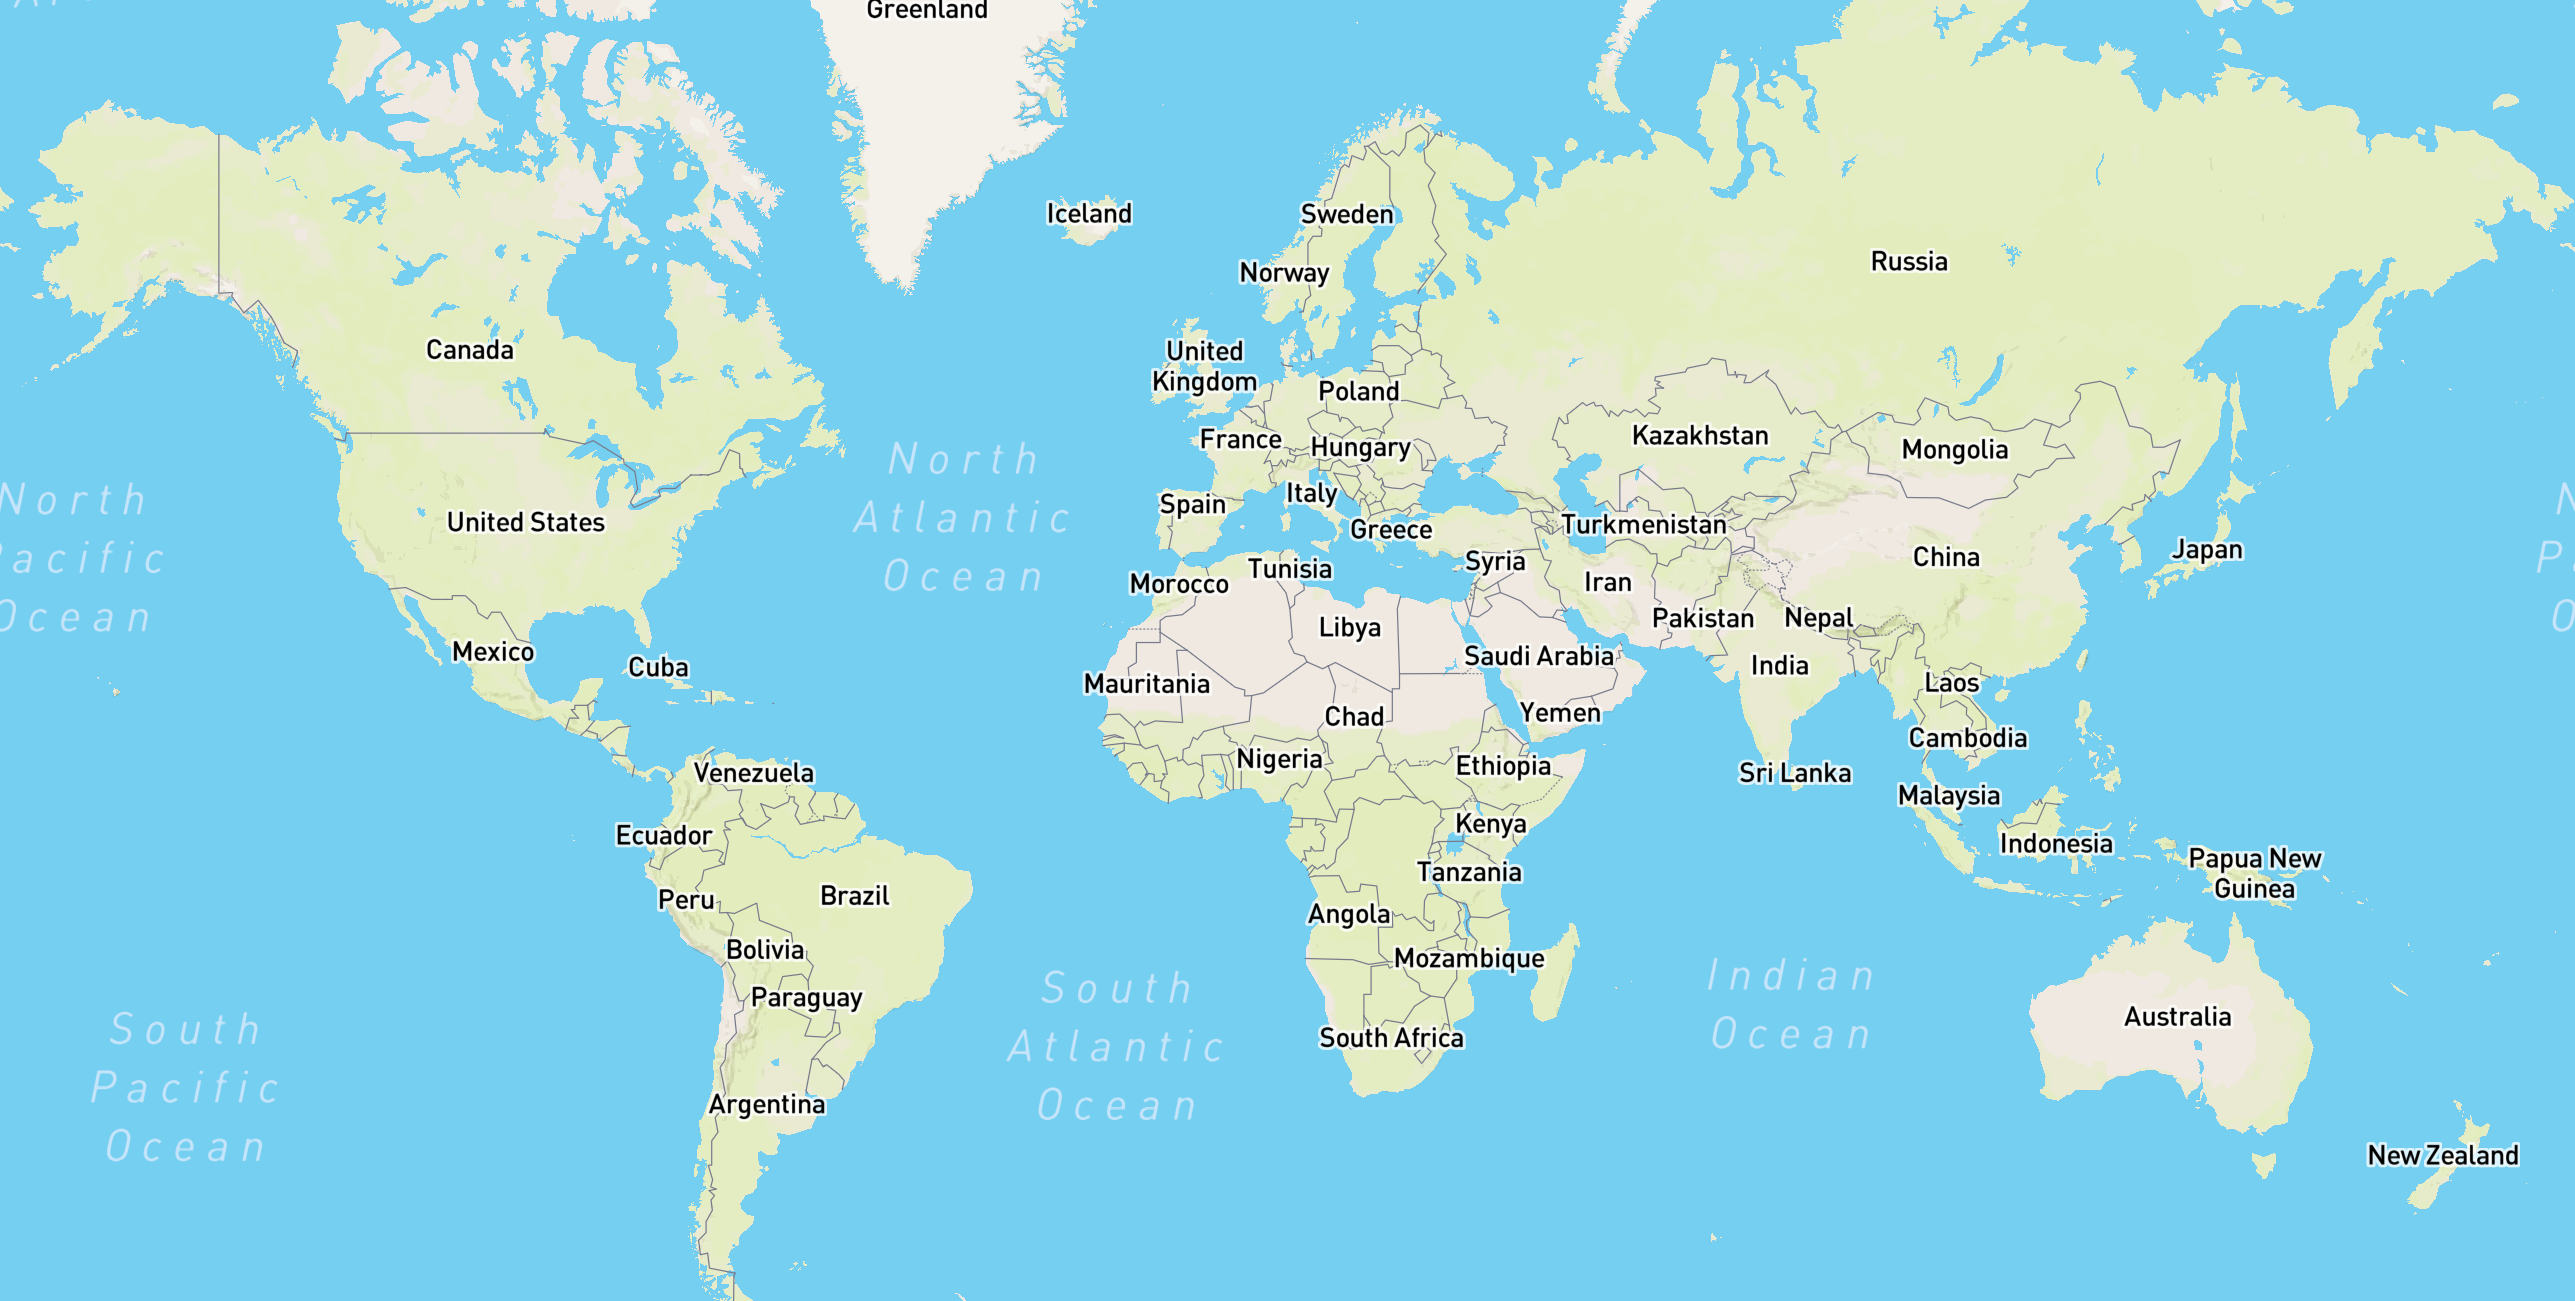 Greenland
Iceland
Sweden
Norway
Russia
United
Kingdom
Canada
Poland
France
Hungary
Kazakhstan
Mongolia
North
Atlantic
Ocean
North
Pacific
Ocean
Spain
Italy
Greece
Turkmenistan
United States
Syria
Iran
China
Japan
Morocco
Tunisia
Libya
Pakistan
Nepal
Mexico
Cuba
Mauritania
Saudi Arabia
India
Laos
Chad
Yemen
Cambodia
Venezuela
Nigeria
Ethiopia
Sri Lanka
Malaysia
Ecuador
Kenya
Indonesia
Papua New
Guinea
Peru
Brazil
Tanzania
Angola
Bolivia
Mozambique
Paraguay
South
Atlantic
Ocean
Indian
Ocean
South Africa
Australia
South
Pacific
Ocean
Argentina
New Zealand